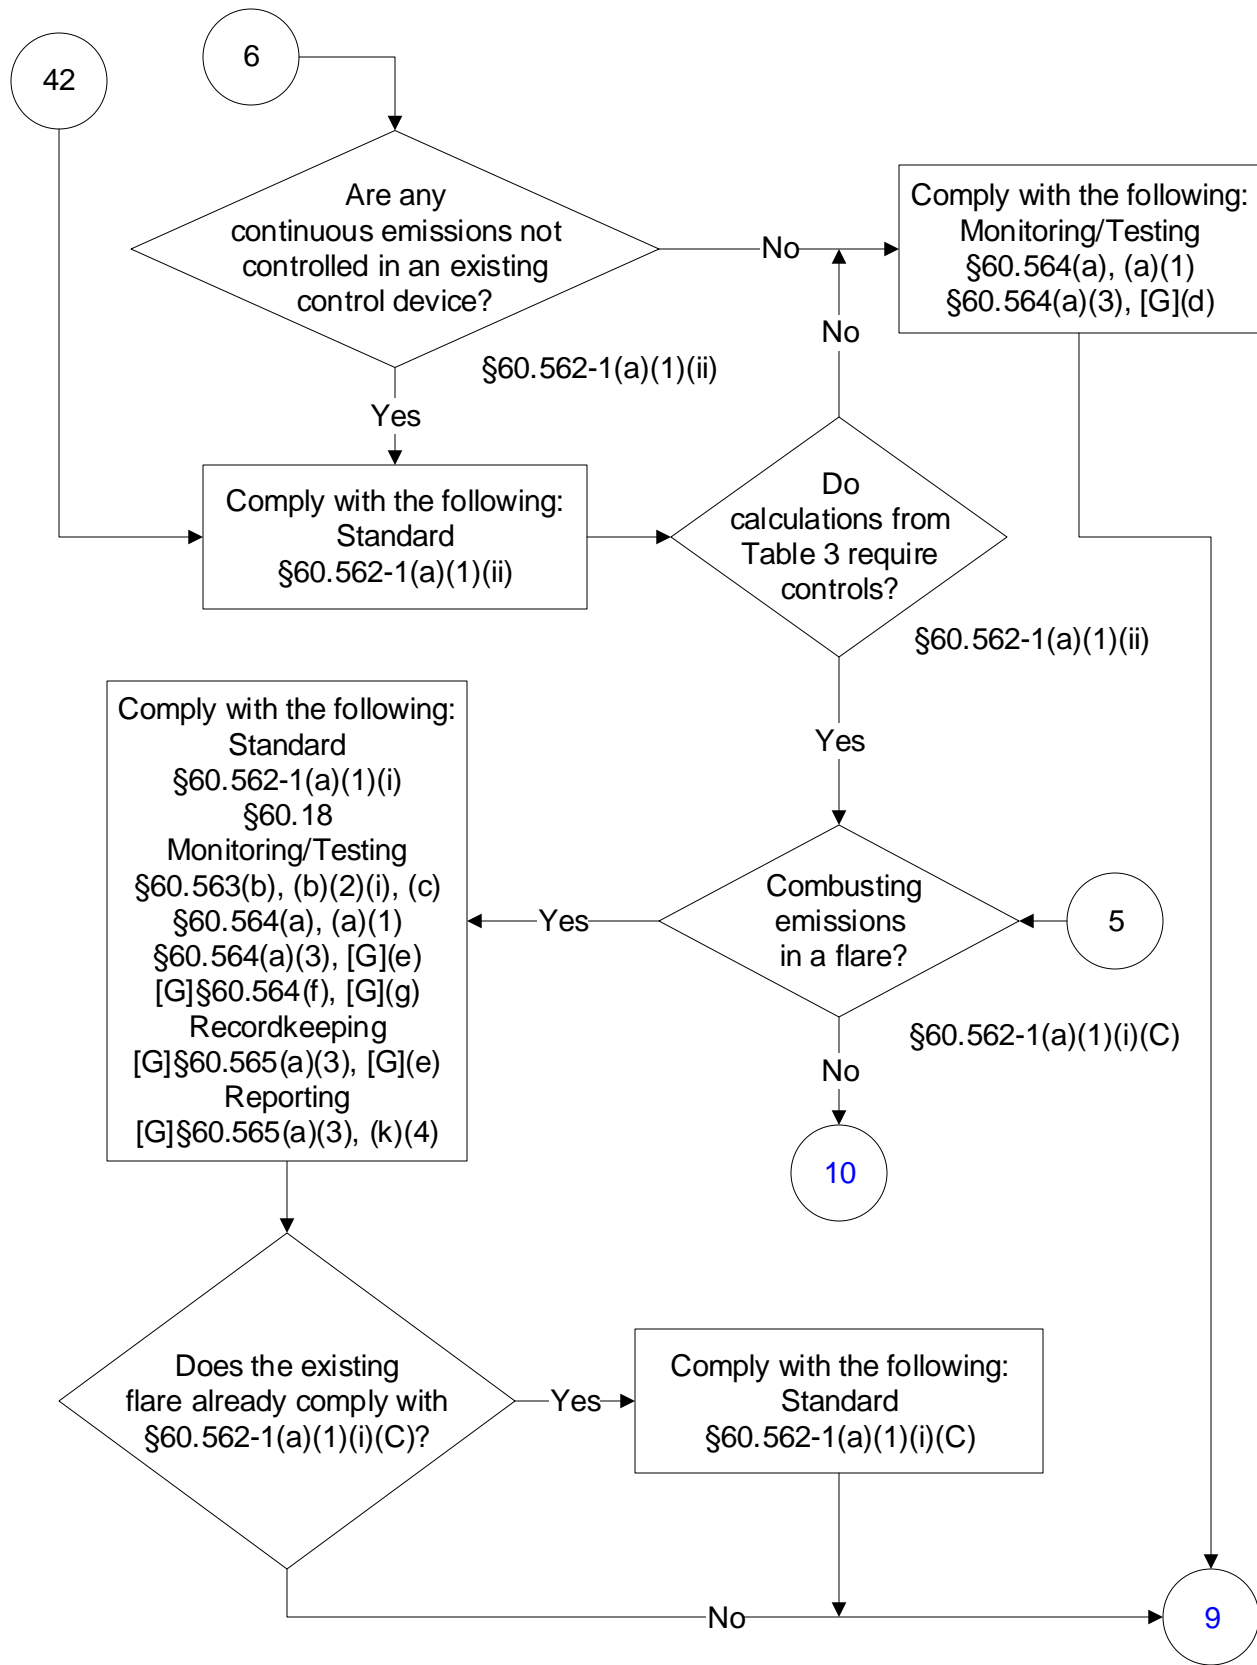 42
6
Are any
continuous emissions not
controlled in an existing
control device?
No
Comply with the following:
Monitoring/Testing
§60.564(a), (a)(1)
§60.564(a)(3), [G](d)
No
§60.562-1(a)(1)(ii)
Yes
Comply with the following:
Standard
§60.562-1(a)(1)(ii)
Do
calculations from
Table 3 require
controls?
§60.562-1(a)(1)(ii)
Yes
Comply with the following:
Standard
§60.562-1(a)(1)(i)
§60.18
Monitoring/Testing
§60.563(b), (b)(2)(i), (c)
§60.564(a), (a)(1)
§60.564(a)(3), [G](e)
[G]§60.564(f), [G](g)
Recordkeeping
[G]§60.565(a)(3), [G](e)
Reporting
[G]§60.565(a)(3), (k)(4)
Yes
Combusting
emissions
in a flare?
5
§60.562-1(a)(1)(i)(C)
No
10
Does the existing
flare already comply with
§60.562-1(a)(1)(i)(C)?
Yes
Comply with the following:
Standard
§60.562-1(a)(1)(i)(C)
No
9